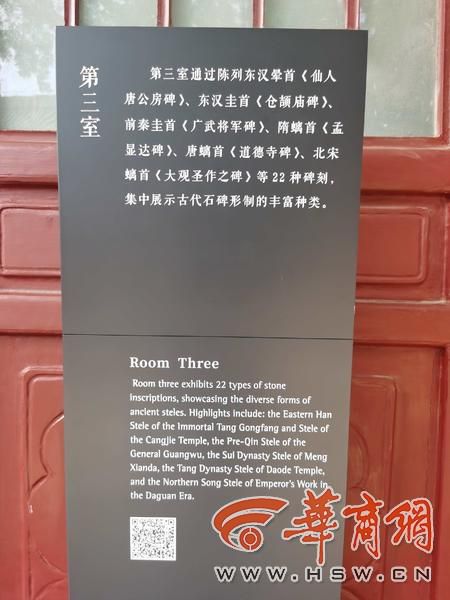 第三室
第三室通过陈列东汉晕首《仙人
唐公房碑》、东汉圭首《仓颉庙碑》、
前秦圭首《广武将军碑》、隋螭首《孟
显达碑》、唐螭首《道德寺碑》、北宋
螭首《大观圣作之碑》等22种碑刻，
集中展示古代石碑形制的丰富种类。
Room Three
Room three exhibits 22 types of stone
inscriptions, showcasing the diverse forms of
ancient steles. Highlights include: the Eastern Han
Stele of the Immortal Tang Gongfang and Stele of
the Cangjie Temple, the Pre-Qin Stele of the
General Guangwu, the Sui Dynasty Stele of Meng
Xianda, the Tang Dynasty Stele of Daode Temple,
and the Northern Song Stele of Emperor's Work in
the Daguan Era.
華商網
WWW.HSW.CN